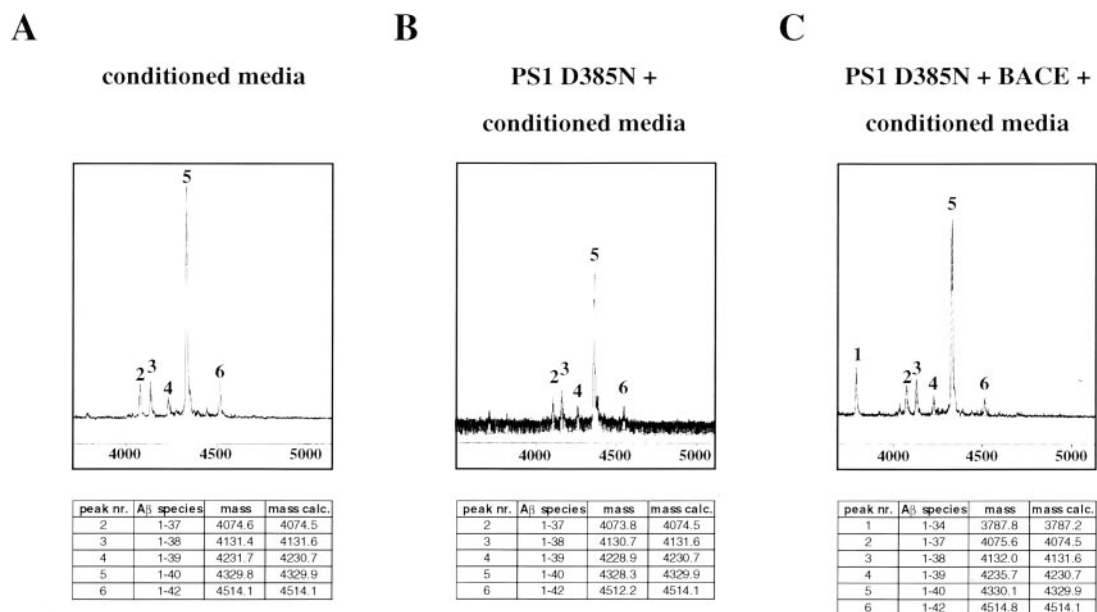 A
conditioned media
5
2
3
4
6
4000 4500 5000
peak nr. Aβ species mass mass calc.
2 1-37 4074.6 4074.5
3 1-38 4131.4 4131.6
4 1-39 4231.7 4230.7
5 1-40 4329.8 4329.9
6 1-42 4514.1 4514.1
B
PS1 D385N +
conditioned media
5
2
3
4
6
4000 4500 5000
peak nr. Aβ species mass mass calc.
2 1-37 4073.8 4074.5
3 1-38 4130.7 4131.6
4 1-39 4228.9 4230.7
5 1-40 4328.3 4329.9
6 1-42 4512.2 4514.1
C
PS1 D385N + BACE +
conditioned media
5
1
2
3
4
6
4000 4500 5000
peak nr. Aβ species mass mass calc.
1 1-34 3787.8 3787.2
2 1-37 4075.6 4074.5
3 1-38 4132.0 4131.6
4 1-39 4235.7 4230.7
5 1-40 4330.1 4329.9
6 1-42 4514.8 4514.1